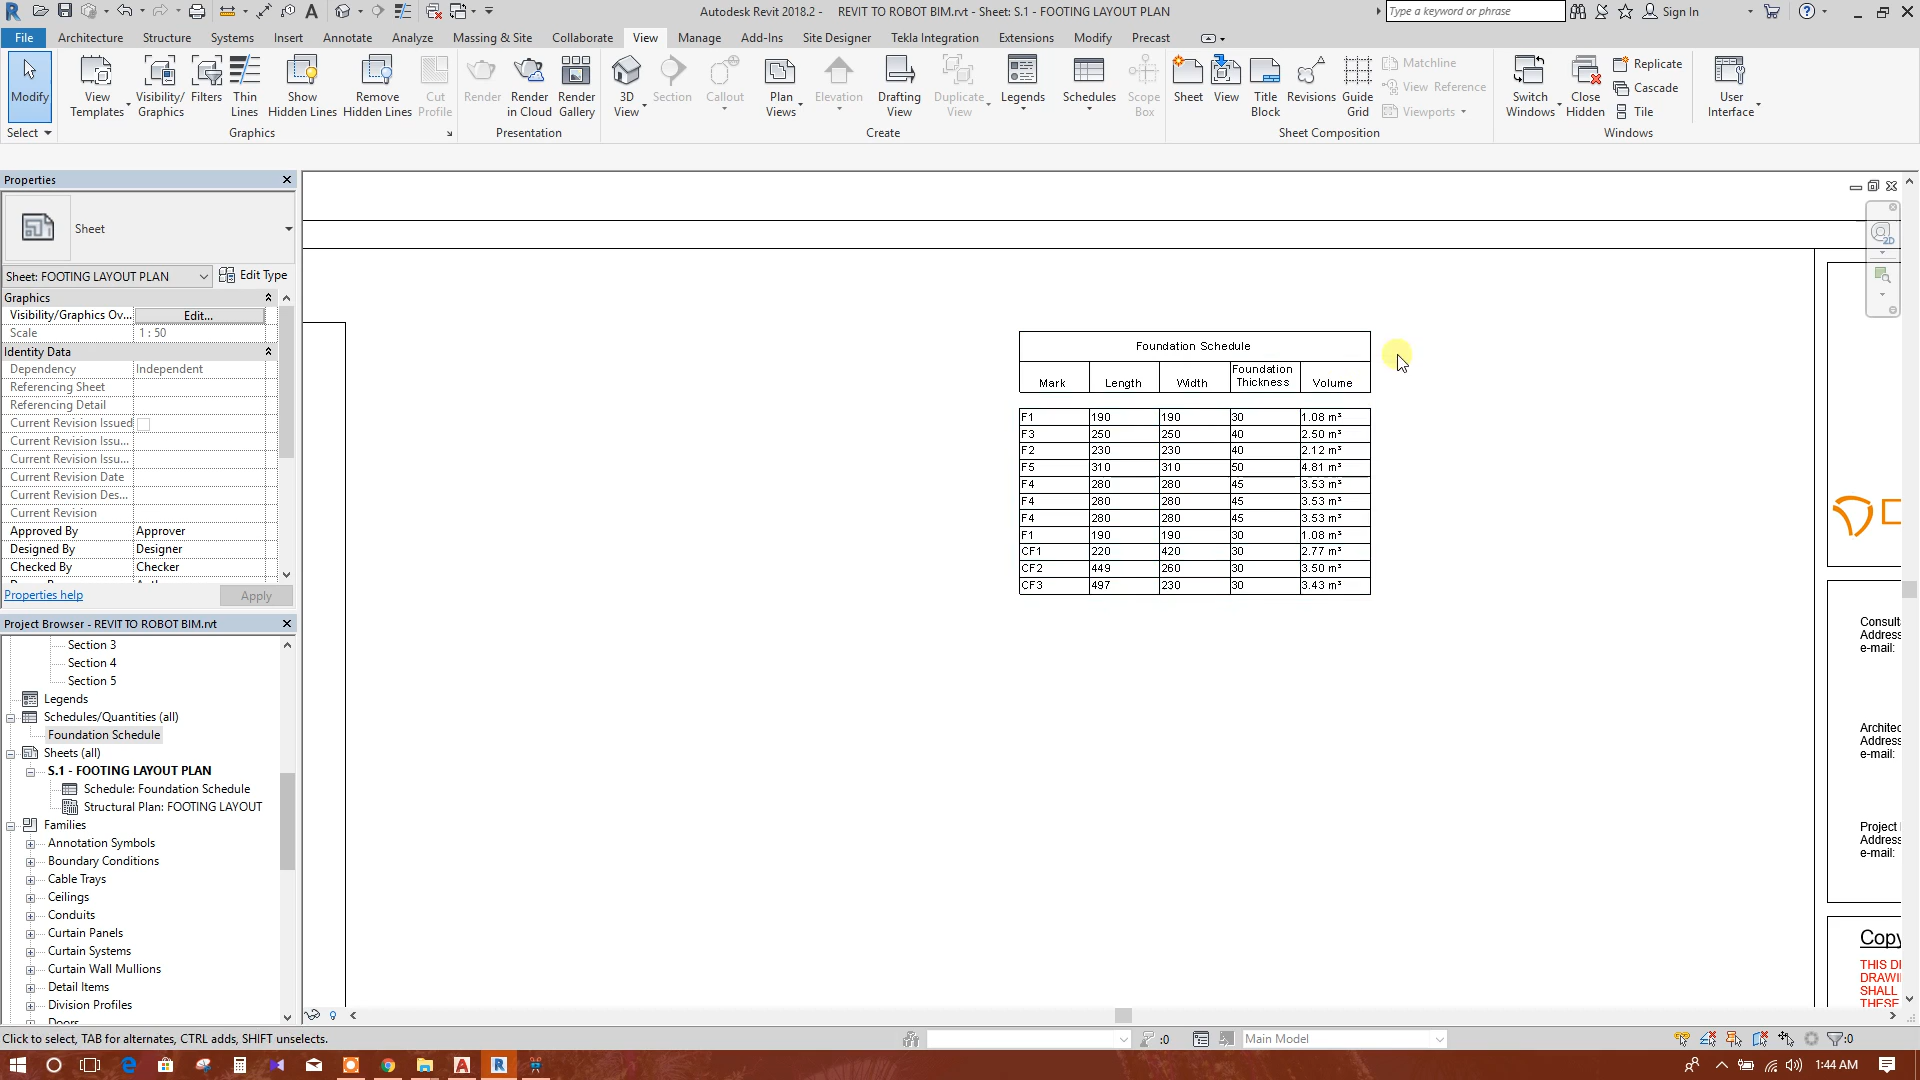 Autodesk Revit 2018.2 - REVIT TO ROBOT BIM.rvt - Sheet: S.1 - FOOTING LAYOUT PLAN
Type a keyword or phrase
Sign In
File Architecture Structure Systems Insert Annotate Analyze Massing & Site Collaborate View Manage Add-Ins Site Designer Tekla Integration Extensions Modify Precast
Modify
View Templates
Visibility/ Graphics
Filters
Thin Lines
Show Hidden Lines
Remove Hidden Lines
Cut Profile
Render
Render in Cloud
Render Gallery
3D View
Section
Callout
Plan Views
Elevation
Drafting View
Duplicate View
Legends
Schedules
Scope Box
Sheet
View
Title Block
Revisions
Guide Grid
Matchline
View Reference
Viewports
Switch Windows
Close Hidden
Replicate
Cascade
Tile
User Interface
Select Graphics Presentation Create Sheet Composition Windows
Properties
Sheet
Sheet: FOOTING LAYOUT PLAN
Edit Type
Graphics
Visibility/Graphics Ov... Edit...
Scale 1 : 50
Identity Data
Dependency Independent
Referencing Sheet
Referencing Detail
Current Revision Issued
Current Revision Issu...
Current Revision Issu...
Current Revision Date
Current Revision Des...
Current Revision
Approved By Approver
Designed By Designer
Checked By Checker
Properties help Apply
Project Browser - REVIT TO ROBOT BIM.rvt
Section 3
Section 4
Section 5
Legends
Schedules/Quantities (all)
Foundation Schedule
Sheets (all)
S.1 - FOOTING LAYOUT PLAN
Schedule: Foundation Schedule
Structural Plan: FOOTING LAYOUT
Families
Annotation Symbols
Boundary Conditions
Cable Trays
Ceilings
Conduits
Curtain Panels
Curtain Systems
Curtain Wall Mullions
Detail Items
Division Profiles
Doors
Foundation Schedule
Mark Length Width Foundation Thickness Volume
F1 190 190 30 1.08 m³
F3 250 250 40 2.50 m³
F2 230 230 40 2.12 m³
F5 310 310 50 4.81 m³
F4 280 280 45 3.53 m³
F4 280 280 45 3.53 m³
F4 280 280 45 3.53 m³
F1 190 190 30 1.08 m³
CF1 220 420 30 2.77 m³
CF2 449 260 30 3.50 m³
CF3 497 230 30 3.43 m³
2D
Consult
Address
e-mail:
Architec
Address
e-mail:
Project
Address
e-mail:
Copy
THIS D
DRAWI
SHALL
THESE
Click to select, TAB for alternates, CTRL adds, SHIFT unselects.
:0
Main Model
:0
1:44 AM